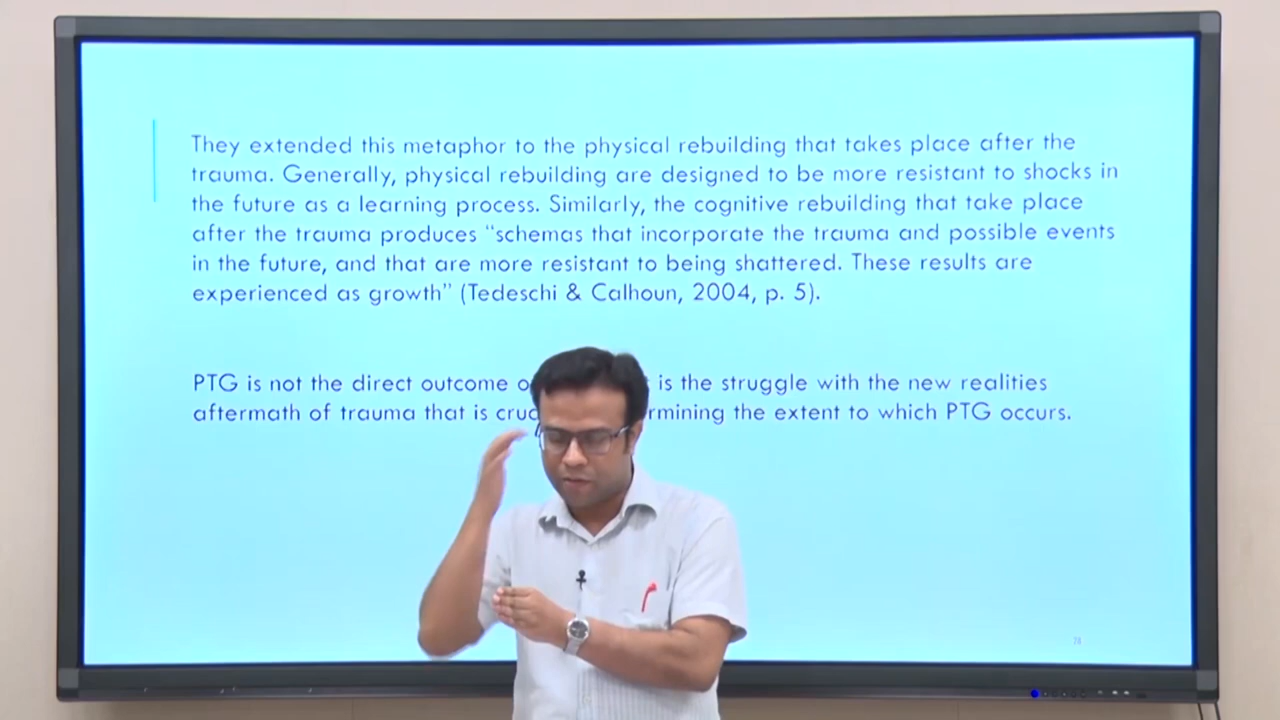 They extended this metaphor to the physical rebuilding that takes place after the
trauma. Generally, physical rebuilding are designed to be more resistant to shocks in
the future as a learning process. Similarly, the cognitive rebuilding that take place
after the trauma produces “schemas that incorporate the trauma and possible events
in the future, and that are more resistant to being shattered. These results are
experienced as growth” (Tedeschi & Calhoun, 2004, p. 5).
PTG is not the direct outcome is the struggle with the new realities
aftermath of trauma that is the extent to which PTG occurs.